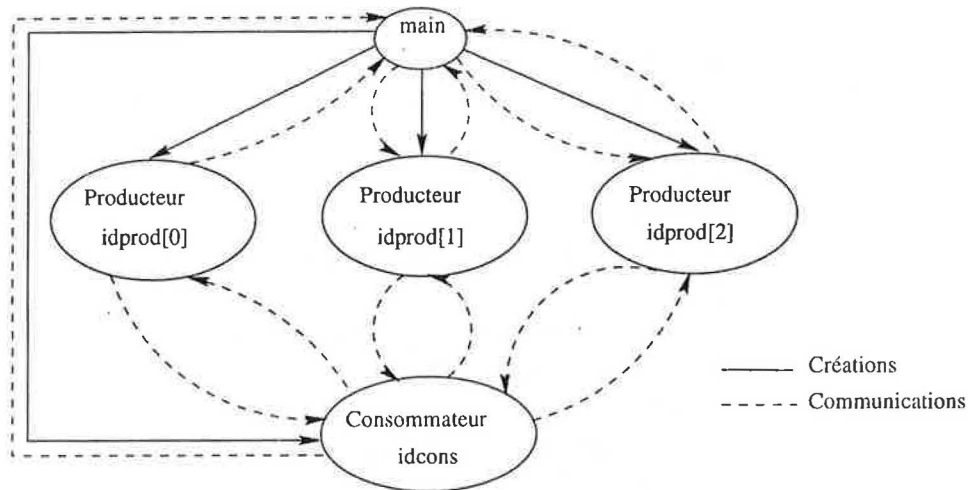 main
Producteur
idprod[0]
Producteur
idprod[1]
Producteur
idprod[2]
Consommateur
idcons
Créations
Communications